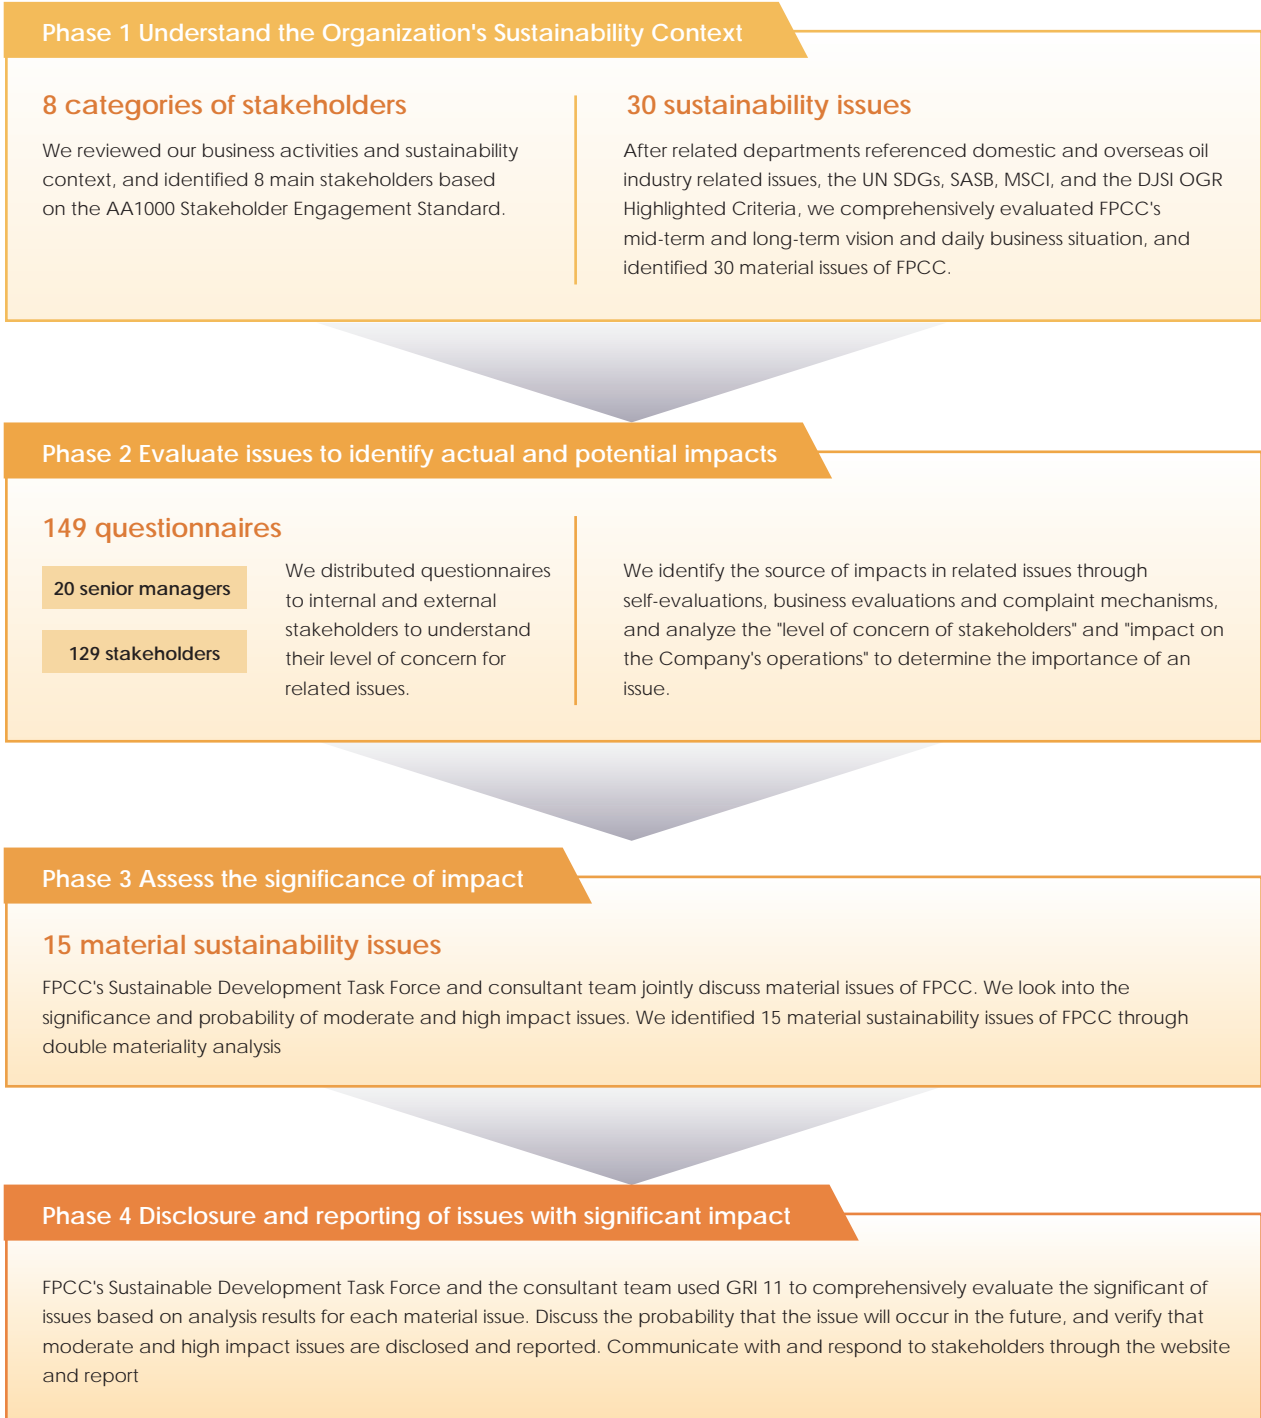 Phase 1 Understand the Organization's Sustainability Context
8 categories of stakeholders
We reviewed our business activities and sustainability
context, and identified 8 main stakeholders based
on the AA1000 Stakeholder Engagement Standard.
30 sustainability issues
After related departments referenced domestic and overseas oil
industry related issues, the UN SDGs, SASB, MSCI, and the DJSI OGR
Highlighted Criteria, we comprehensively evaluated FPCC's
mid-term and long-term vision and daily business situation, and
identified 30 material issues of FPCC.
Phase 2 Evaluate issues to identify actual and potential impacts
149 questionnaires
20 senior managers
129 stakeholders
We distributed questionnaires
to internal and external
stakeholders to understand
their level of concern for
related issues.
We identify the source of impacts in related issues through
self-evaluations, business evaluations and complaint mechanisms,
and analyze the "level of concern of stakeholders" and "impact on
the Company's operations" to determine the importance of an
issue.
Phase 3 Assess the significance of impact
15 material sustainability issues
FPCC's Sustainable Development Task Force and consultant team jointly discuss material issues of FPCC. We look into the
significance and probability of moderate and high impact issues. We identified 15 material sustainability issues of FPCC through
double materiality analysis
Phase 4 Disclosure and reporting of issues with significant impact
FPCC's Sustainable Development Task Force and the consultant team used GRI 11 to comprehensively evaluate the significant of
issues based on analysis results for each material issue. Discuss the probability that the issue will occur in the future, and verify that
moderate and high impact issues are disclosed and reported. Communicate with and respond to stakeholders through the website
and report